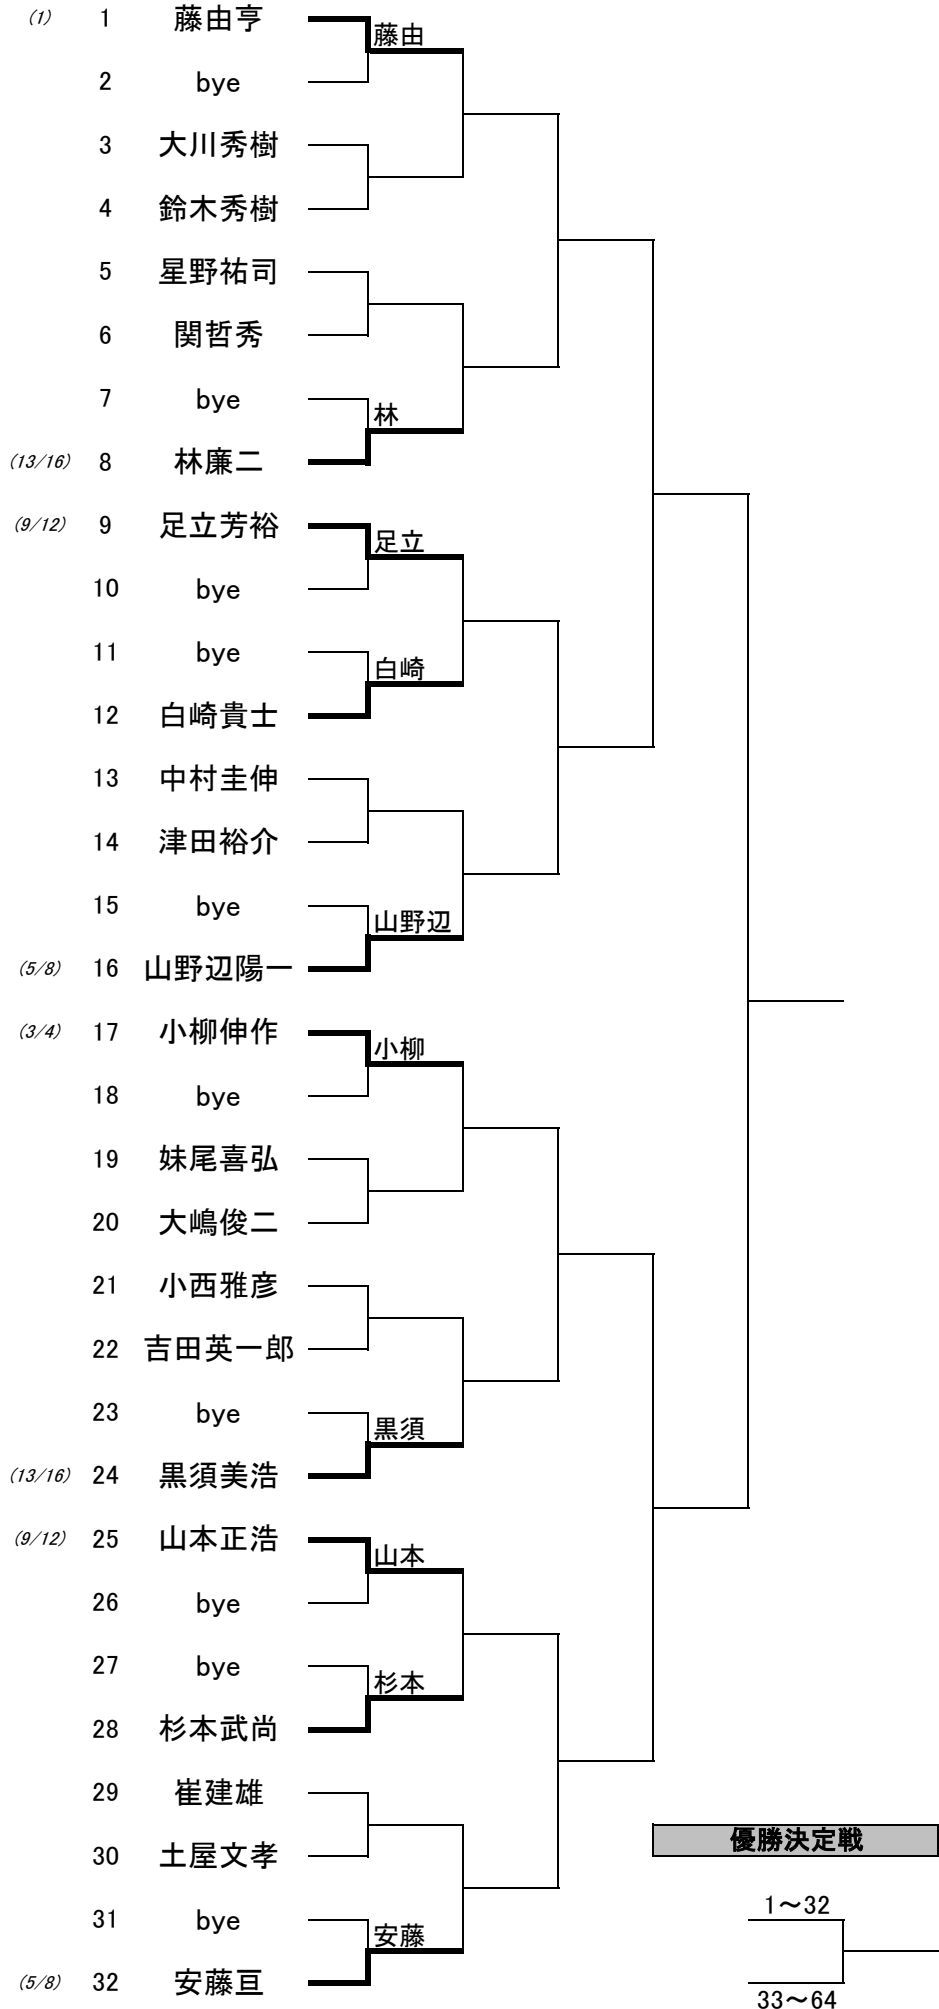 (1) 1 藤由亨
藤由
2 bye
3 大川秀樹
4 鈴木秀樹
5 星野祐司
6 関哲秀
7 bye
林
(13/16) 8 林廉二
(9/12) 9 足立芳裕
足立
10 bye
11 bye
白崎
12 白崎貴士
13 中村圭伸
14 津田裕介
15 bye
山野辺
(5/8) 16 山野辺陽一
(3/4) 17 小柳伸作
小柳
18 bye
19 妹尾喜弘
20 大嶋俊二
21 小西雅彦
22 吉田英一郎
23 bye
黒須
(13/16) 24 黒須美浩
(9/12) 25 山本正浩
山本
26 bye
27 bye
杉本
28 杉本武尚
29 崔建雄
30 土屋文孝
優勝決定戦
31 bye
1～32
安藤
(5/8) 32 安藤亘
33～64